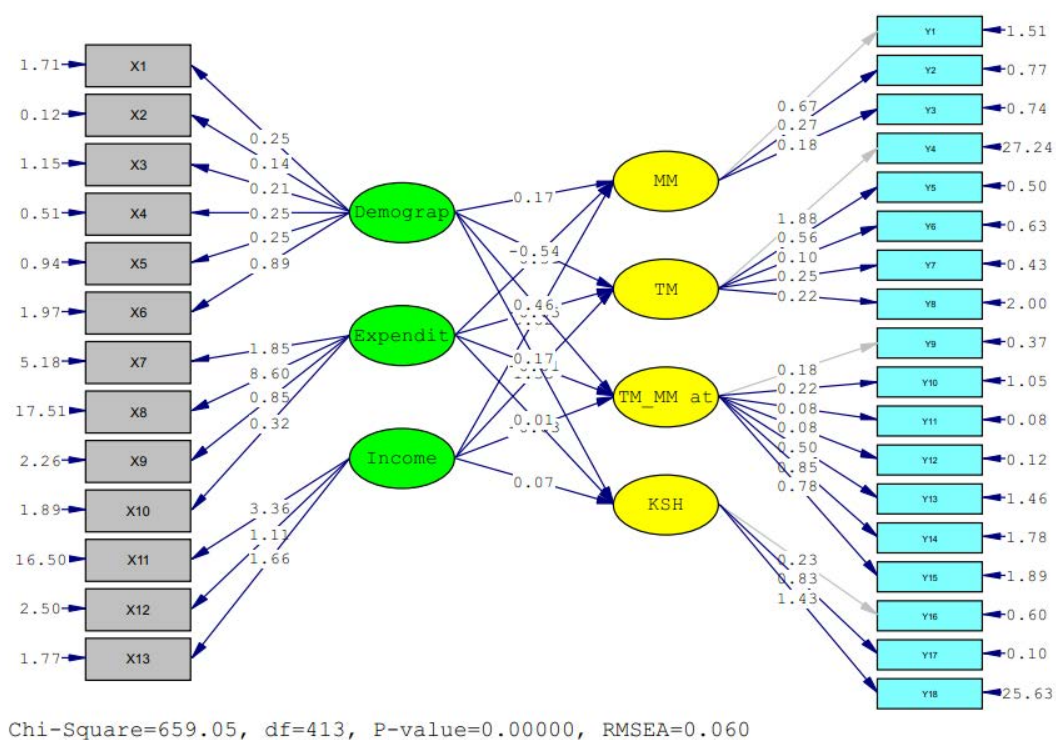 1.71 X1
0.12 X2
1.15 X3
0.51 X4
0.94 X5
1.97 X6
5.18 X7
17.51 X8
2.26 X9
1.89 X10
16.50 X11
2.50 X12
1.77 X13
0.25
0.14
0.21
0.25
0.25
0.89
1.85
8.60
0.85
0.32
3.36
1.11
1.66
Demograp
Expendit
Income
0.17
-0.54
0.46
0.17
0.01
0.07
MM
TM
TM_MM at
KSH
0.67
0.27
0.18
1.88
0.56
0.10
0.25
0.22
0.18
0.22
0.08
0.08
0.50
0.85
0.78
0.23
0.83
1.43
Y1 1.51
Y2 0.77
Y3 0.74
Y4 27.24
Y5 0.50
Y6 0.63
Y7 0.43
Y8 2.00
Y9 0.37
Y10 1.05
Y11 0.08
Y12 0.12
Y13 1.46
Y14 1.78
Y15 1.89
Y16 0.60
Y17 0.10
Y18 25.63
Chi-Square=659.05, df=413, P-value=0.00000, RMSEA=0.060